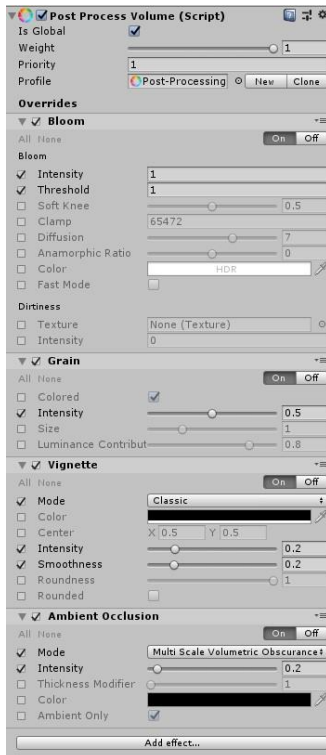 Post Process Volume (Script)
Is Global
Weight 1
Priority 1
Profile Post-Processing New Clone
Overrides
Bloom
All None On Off
Bloom
Intensity 1
Threshold 1
Soft Knee 0.5
Clamp 65472
Diffusion 7
Anamorphic Ratio 0
Color HDR
Fast Mode
Dirtiness
Texture None (Texture)
Intensity 0
Grain
All None On Off
Colored
Intensity 0.5
Size 1
Luminance Contribut 0.8
Vignette
All None On Off
Mode Classic
Color
Center X 0.5 Y 0.5
Intensity 0.2
Smoothness 0.2
Roundness 1
Rounded
Ambient Occlusion
All None On Off
Mode Multi Scale Volumetric Obscurance
Intensity 0.2
Thickness Modifier 1
Color
Ambient Only
Add effect...